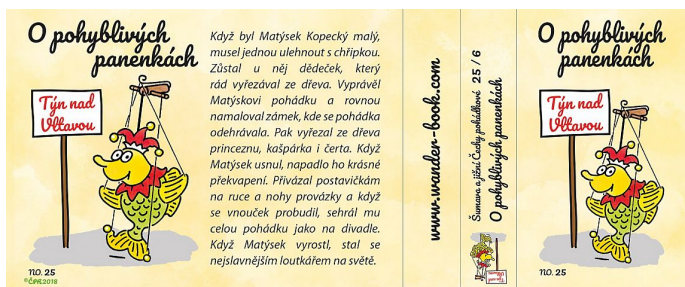 O pohyblivých
panenkách
Týn nad
Vltavou
no. 25
©ČPR2018
Když byl Matýsek Kopecký malý,
musel jednou ulehnout s chřipkou.
Zůstal u něj dědeček, který
rád vyřezával ze dřeva. Vyprávěl
Matýskovi pohádku a rovnou
namaloval zámek, kde se pohádka
odehrávala. Pak vyřezal ze dřeva
princeznu, kašpárka i čerta. Když
Matýsek usnul, napadlo ho krásné
překvapení. Přivázal postavičkám
na ruce a nohy provázky a když
se vnouček probudil, sehrál mu
celou pohádku jako na divadle.
Když Matýsek vyrostl, stal se
nejslavnějším loutkářem na světě.
www.wander-book.com
Šumava a jižní Čechy pohádkové 25 / 6
O pohyblivých panenkách
O pohyblivých
panenkách
Týn nad
Vltavou
no. 25